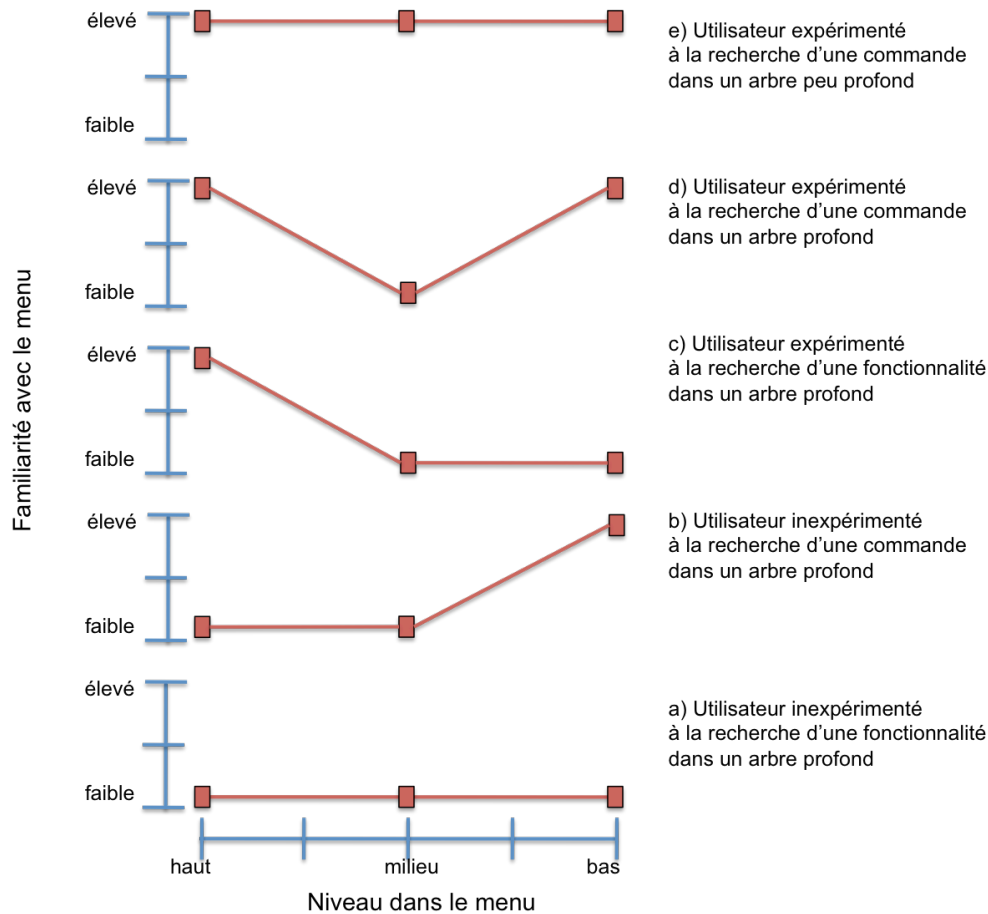 élevé
faible
e) Utilisateur expérimenté
à la recherche d’une commande
dans un arbre peu profond
élevé
faible
d) Utilisateur expérimenté
à la recherche d’une commande
dans un arbre profond
Familiarité avec le menu
élevé
faible
c) Utilisateur expérimenté
à la recherche d’une fonctionnalité
dans un arbre profond
élevé
faible
b) Utilisateur inexpérimenté
à la recherche d’une commande
dans un arbre profond
élevé
faible
a) Utilisateur inexpérimenté
à la recherche d’une fonctionnalité
dans un arbre profond
haut
milieu
bas
Niveau dans le menu